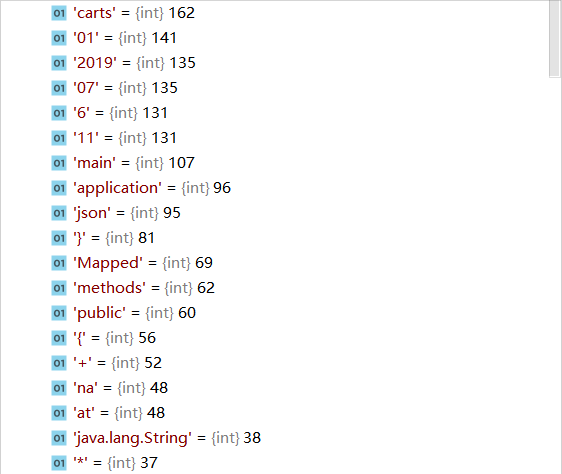 01 'carts' = {int} 162
01 '01' = {int} 141
01 '2019' = {int} 135
01 '07' = {int} 135
01 '6' = {int} 131
01 '11' = {int} 131
01 'main' = {int} 107
01 'application' = {int} 96
01 'json' = {int} 95
01 '}' = {int} 81
01 'Mapped' = {int} 69
01 'methods' = {int} 62
01 'public' = {int} 60
01 '{' = {int} 56
01 '+' = {int} 52
01 'na' = {int} 48
01 'at' = {int} 48
01 'java.lang.String' = {int} 38
01 '*' = {int} 37